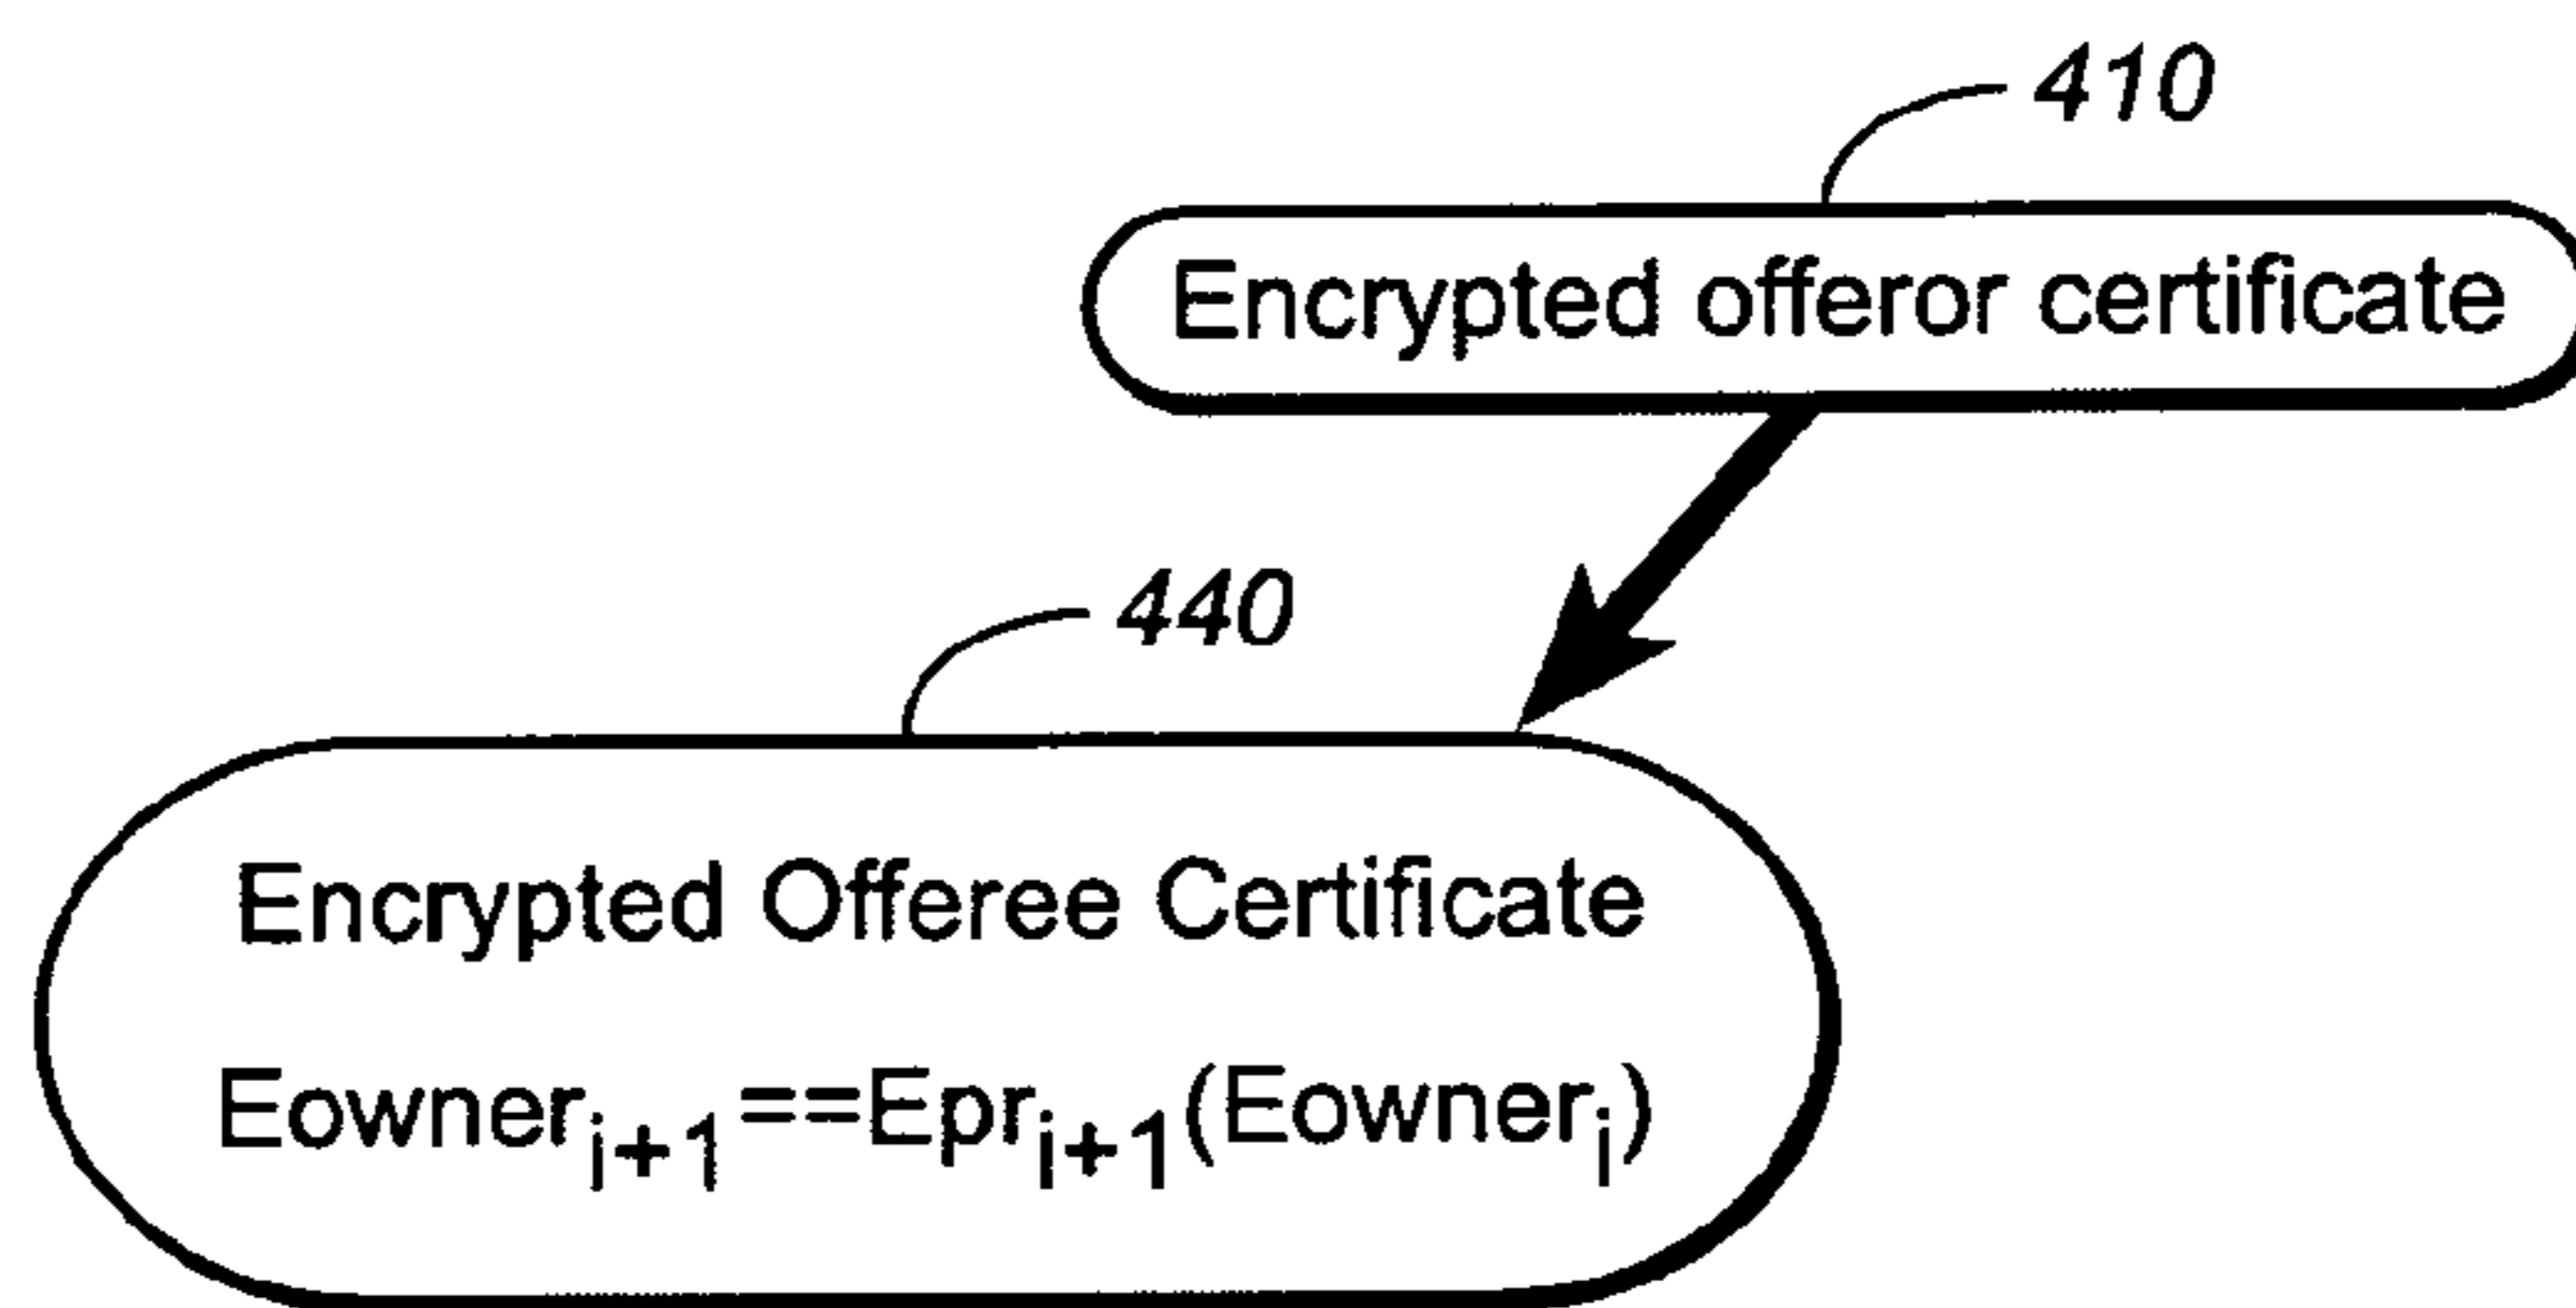 410
Encrypted offeror certificate
440
Encrypted Offeree Certificate
Eowner_{i+1}==Epr_{i+1}(Eowner_i)